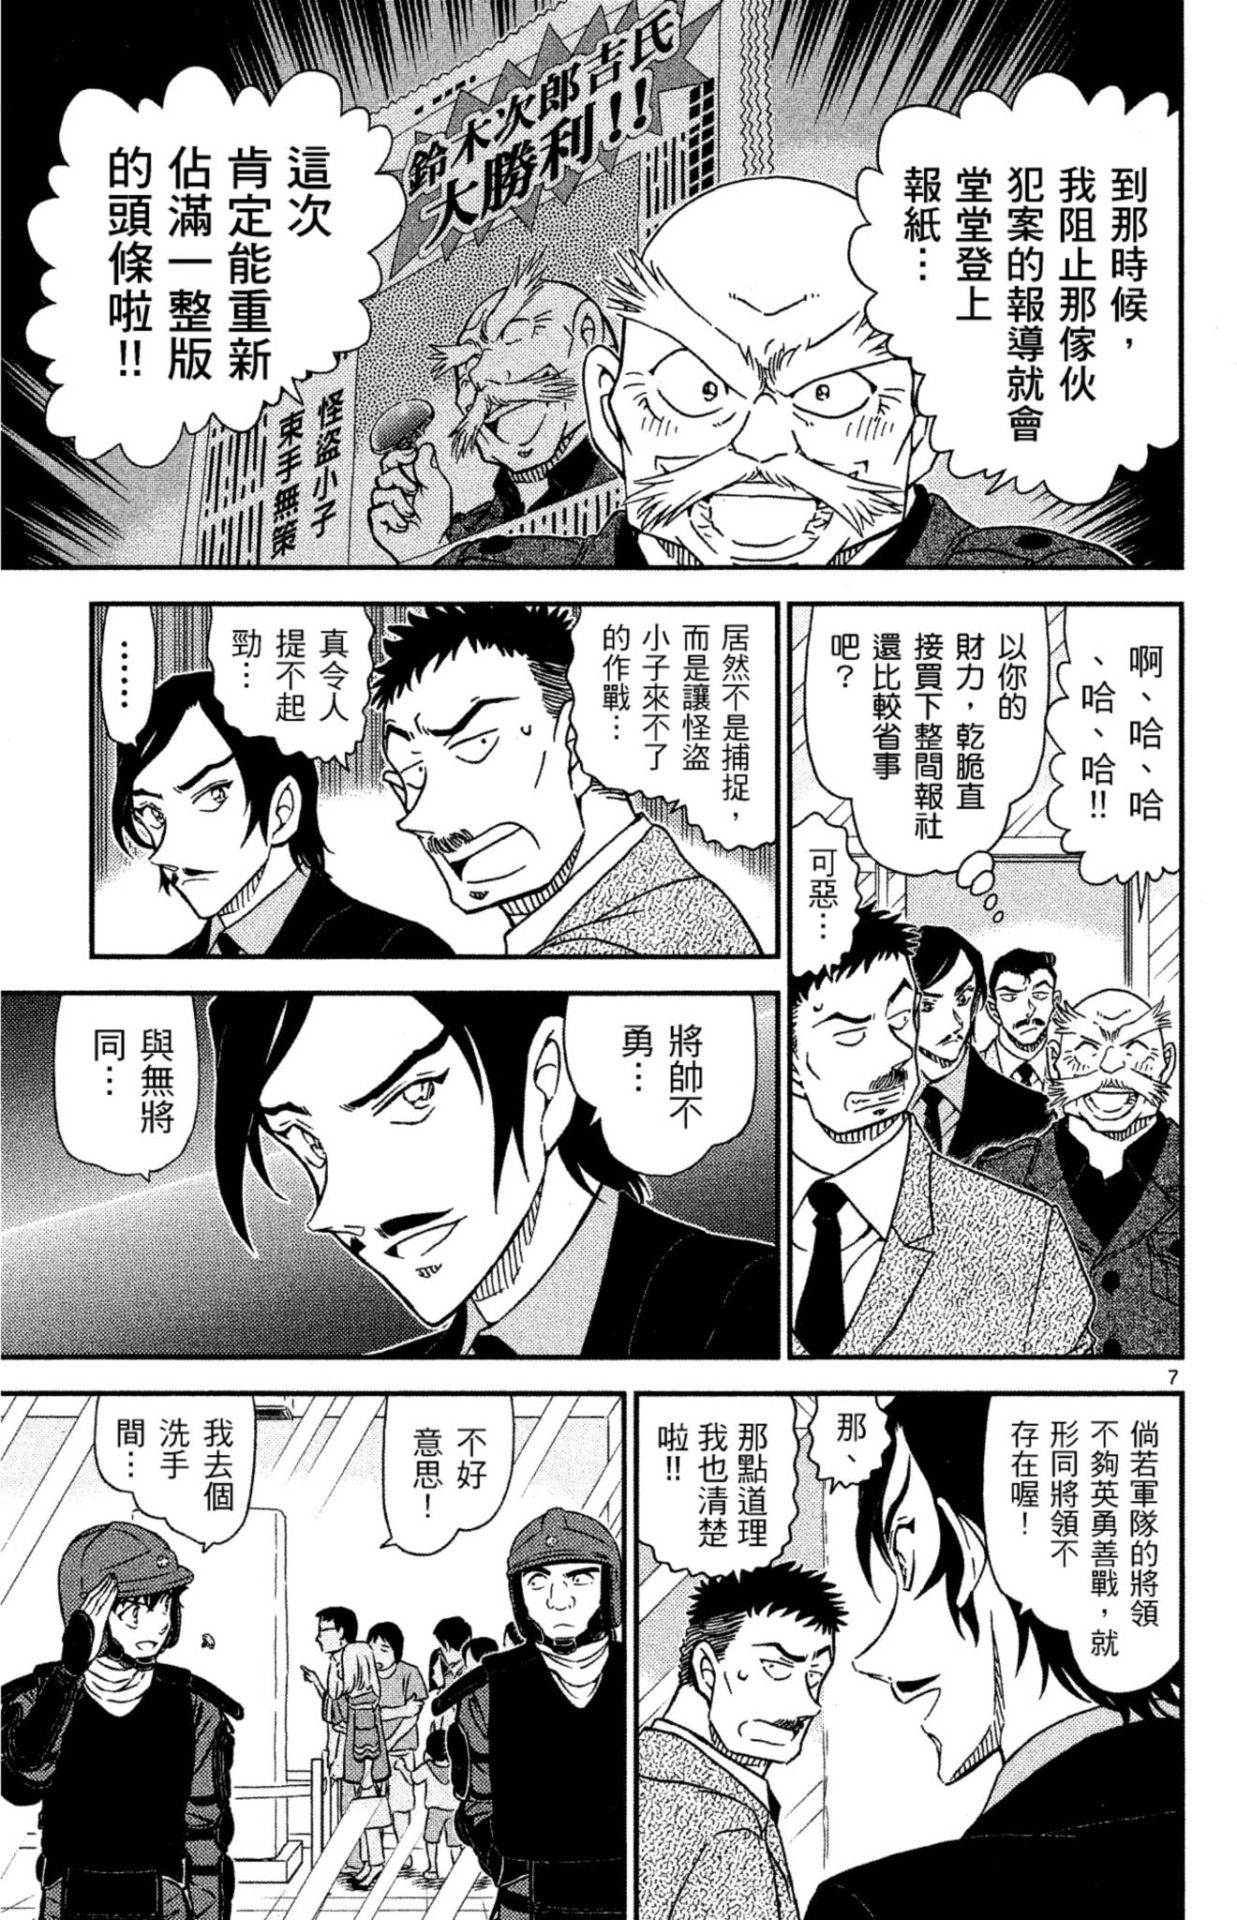 到那時候，
我阻止那傢伙
犯案的報導就會
堂堂登上
報紙…
鈴木次郎吉氏
大勝利!!
怪盜小子
束手無策
這次
肯定能重新
佔滿一整版
的頭條啦!!
啊、哈、哈
、哈、哈!!
以你的
財力，乾脆直
接買下整間報社
還比較省事
吧？
可惡…
居然不是捕捉，
而是讓怪盜
小子來不了
的作戰…
真令人
提不起
勁…
……
將帥不
勇…
與無將
同…
7
倘若軍隊的將領
不夠英勇善戰，就
形同將領不
存在喔！
那、
那點道理
我也清楚
啦!!
不好
意思！
我去個
洗手
間…